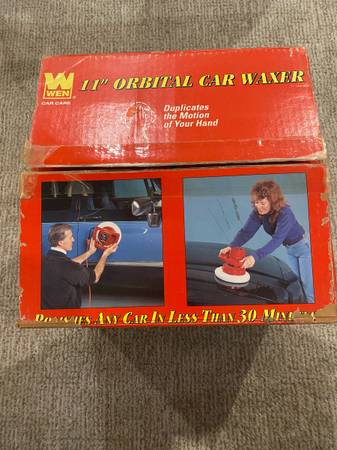 WEN®
CAR CARE
11" ORBITAL CAR WAXER
Duplicates
the Motion
of Your Hand
POLISHES ANY CAR IN LESS THAN 30 MINUTES